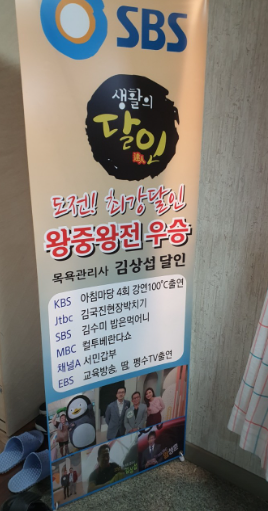 SBS
생활의
달인
도전! 최강달인
왕중왕전 우승
목욕관리사 김상섭 달인
KBS 아침마당 4회 강연100°C출연
Jtbc 김국진현장박치기
SBS 김수미 밥은먹어니
MBC 컬투베란다쇼
채널A 서민갑부
EBS 교육방송, 땀, 펭수TV출연